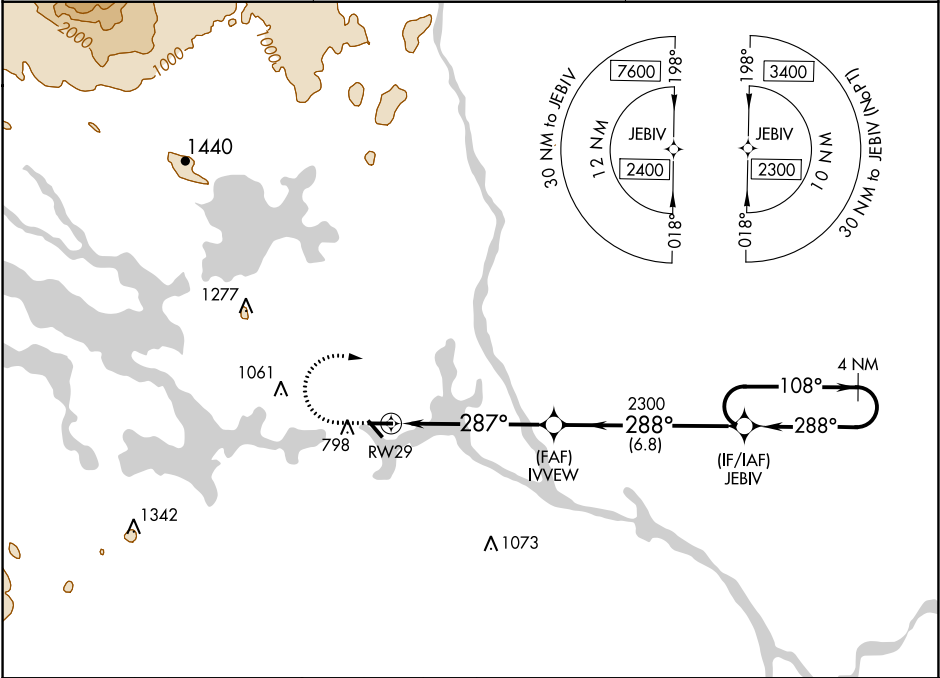 2000
1000
1000
1440
1277
1061
798
RW29
1342
1073
287°
(FAF)
IVVEW
2300
288°
(6.8)
(IF/IAF)
JEBIV
108°
4 NM
288°
30 NM to JEBIV
7600
198°
12 NM
JEBIV
2400
018°
198°
3400
JEBIV
2300
10 NM
018°
30 NM to JEBIV (NoPT)